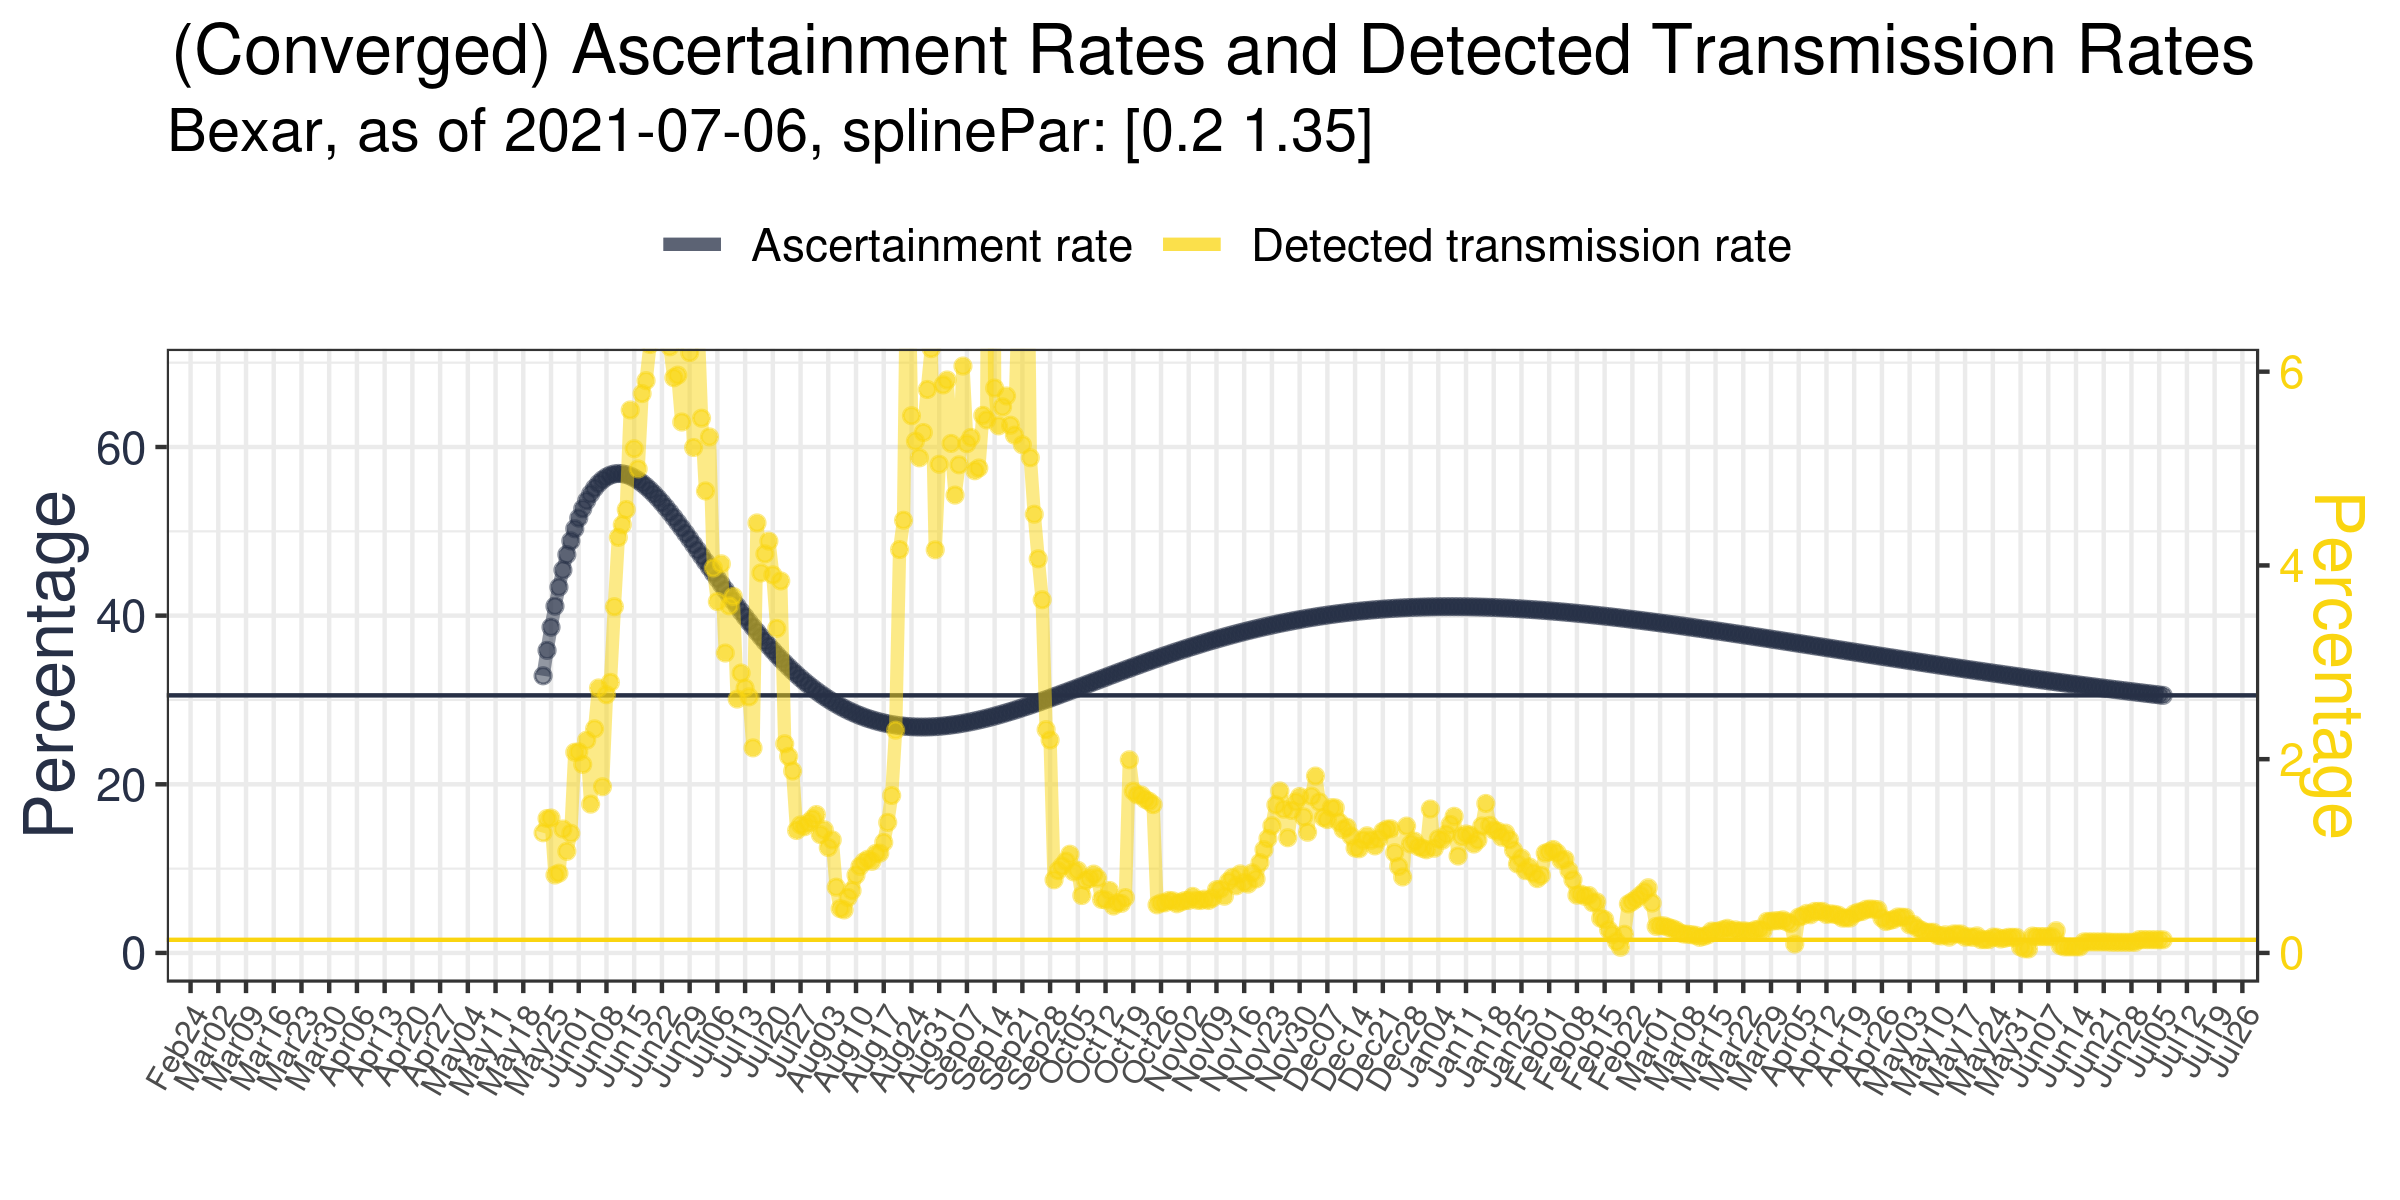 (Converged) Ascertainment Rates and Detected Transmission Rates
Bexar, as of 2021-07-06, splinePar: [0.2 1.35]
Ascertainment rate
Detected transmission rate
Percentage
60
40
20
0
6
4
2
0
Percentage
Feb24
Mar02
Mar09
Mar16
Mar23
Mar30
Apr06
Apr13
Apr20
Apr27
May04
May11
May18
May25
Jun01
Jun08
Jun15
Jun22
Jun29
Jul06
Jul13
Jul20
Jul27
Aug03
Aug10
Aug17
Aug24
Aug31
Sep07
Sep14
Sep21
Sep28
Oct05
Oct12
Oct19
Oct26
Nov02
Nov09
Nov16
Nov23
Nov30
Dec07
Dec14
Dec21
Dec28
Jan04
Jan11
Jan18
Jan25
Feb01
Feb08
Feb15
Feb22
Mar01
Mar08
Mar15
Mar22
Mar29
Apr05
Apr12
Apr19
Apr26
May03
May10
May17
May24
May31
Jun07
Jun14
Jun21
Jun28
Jul05
Jul12
Jul19
Jul26